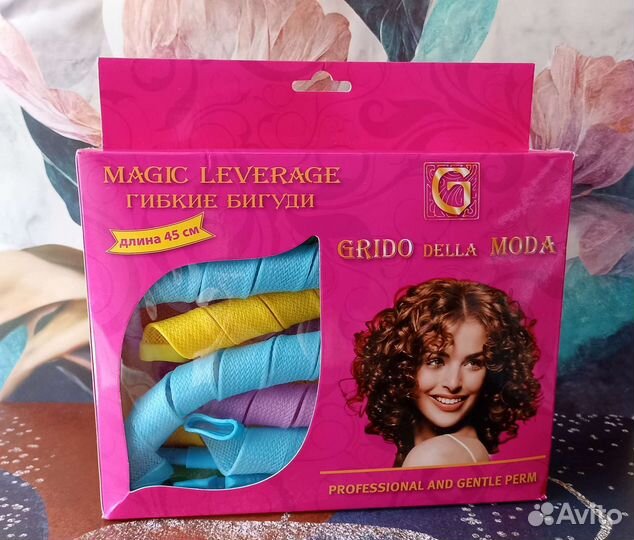 MAGIC LEVERAGE
ГИБКИЕ БИГУДИ
длина 45 см
G
GRIDO DELLA MODA
PROFESSIONAL AND GENTLE PERM
Avito